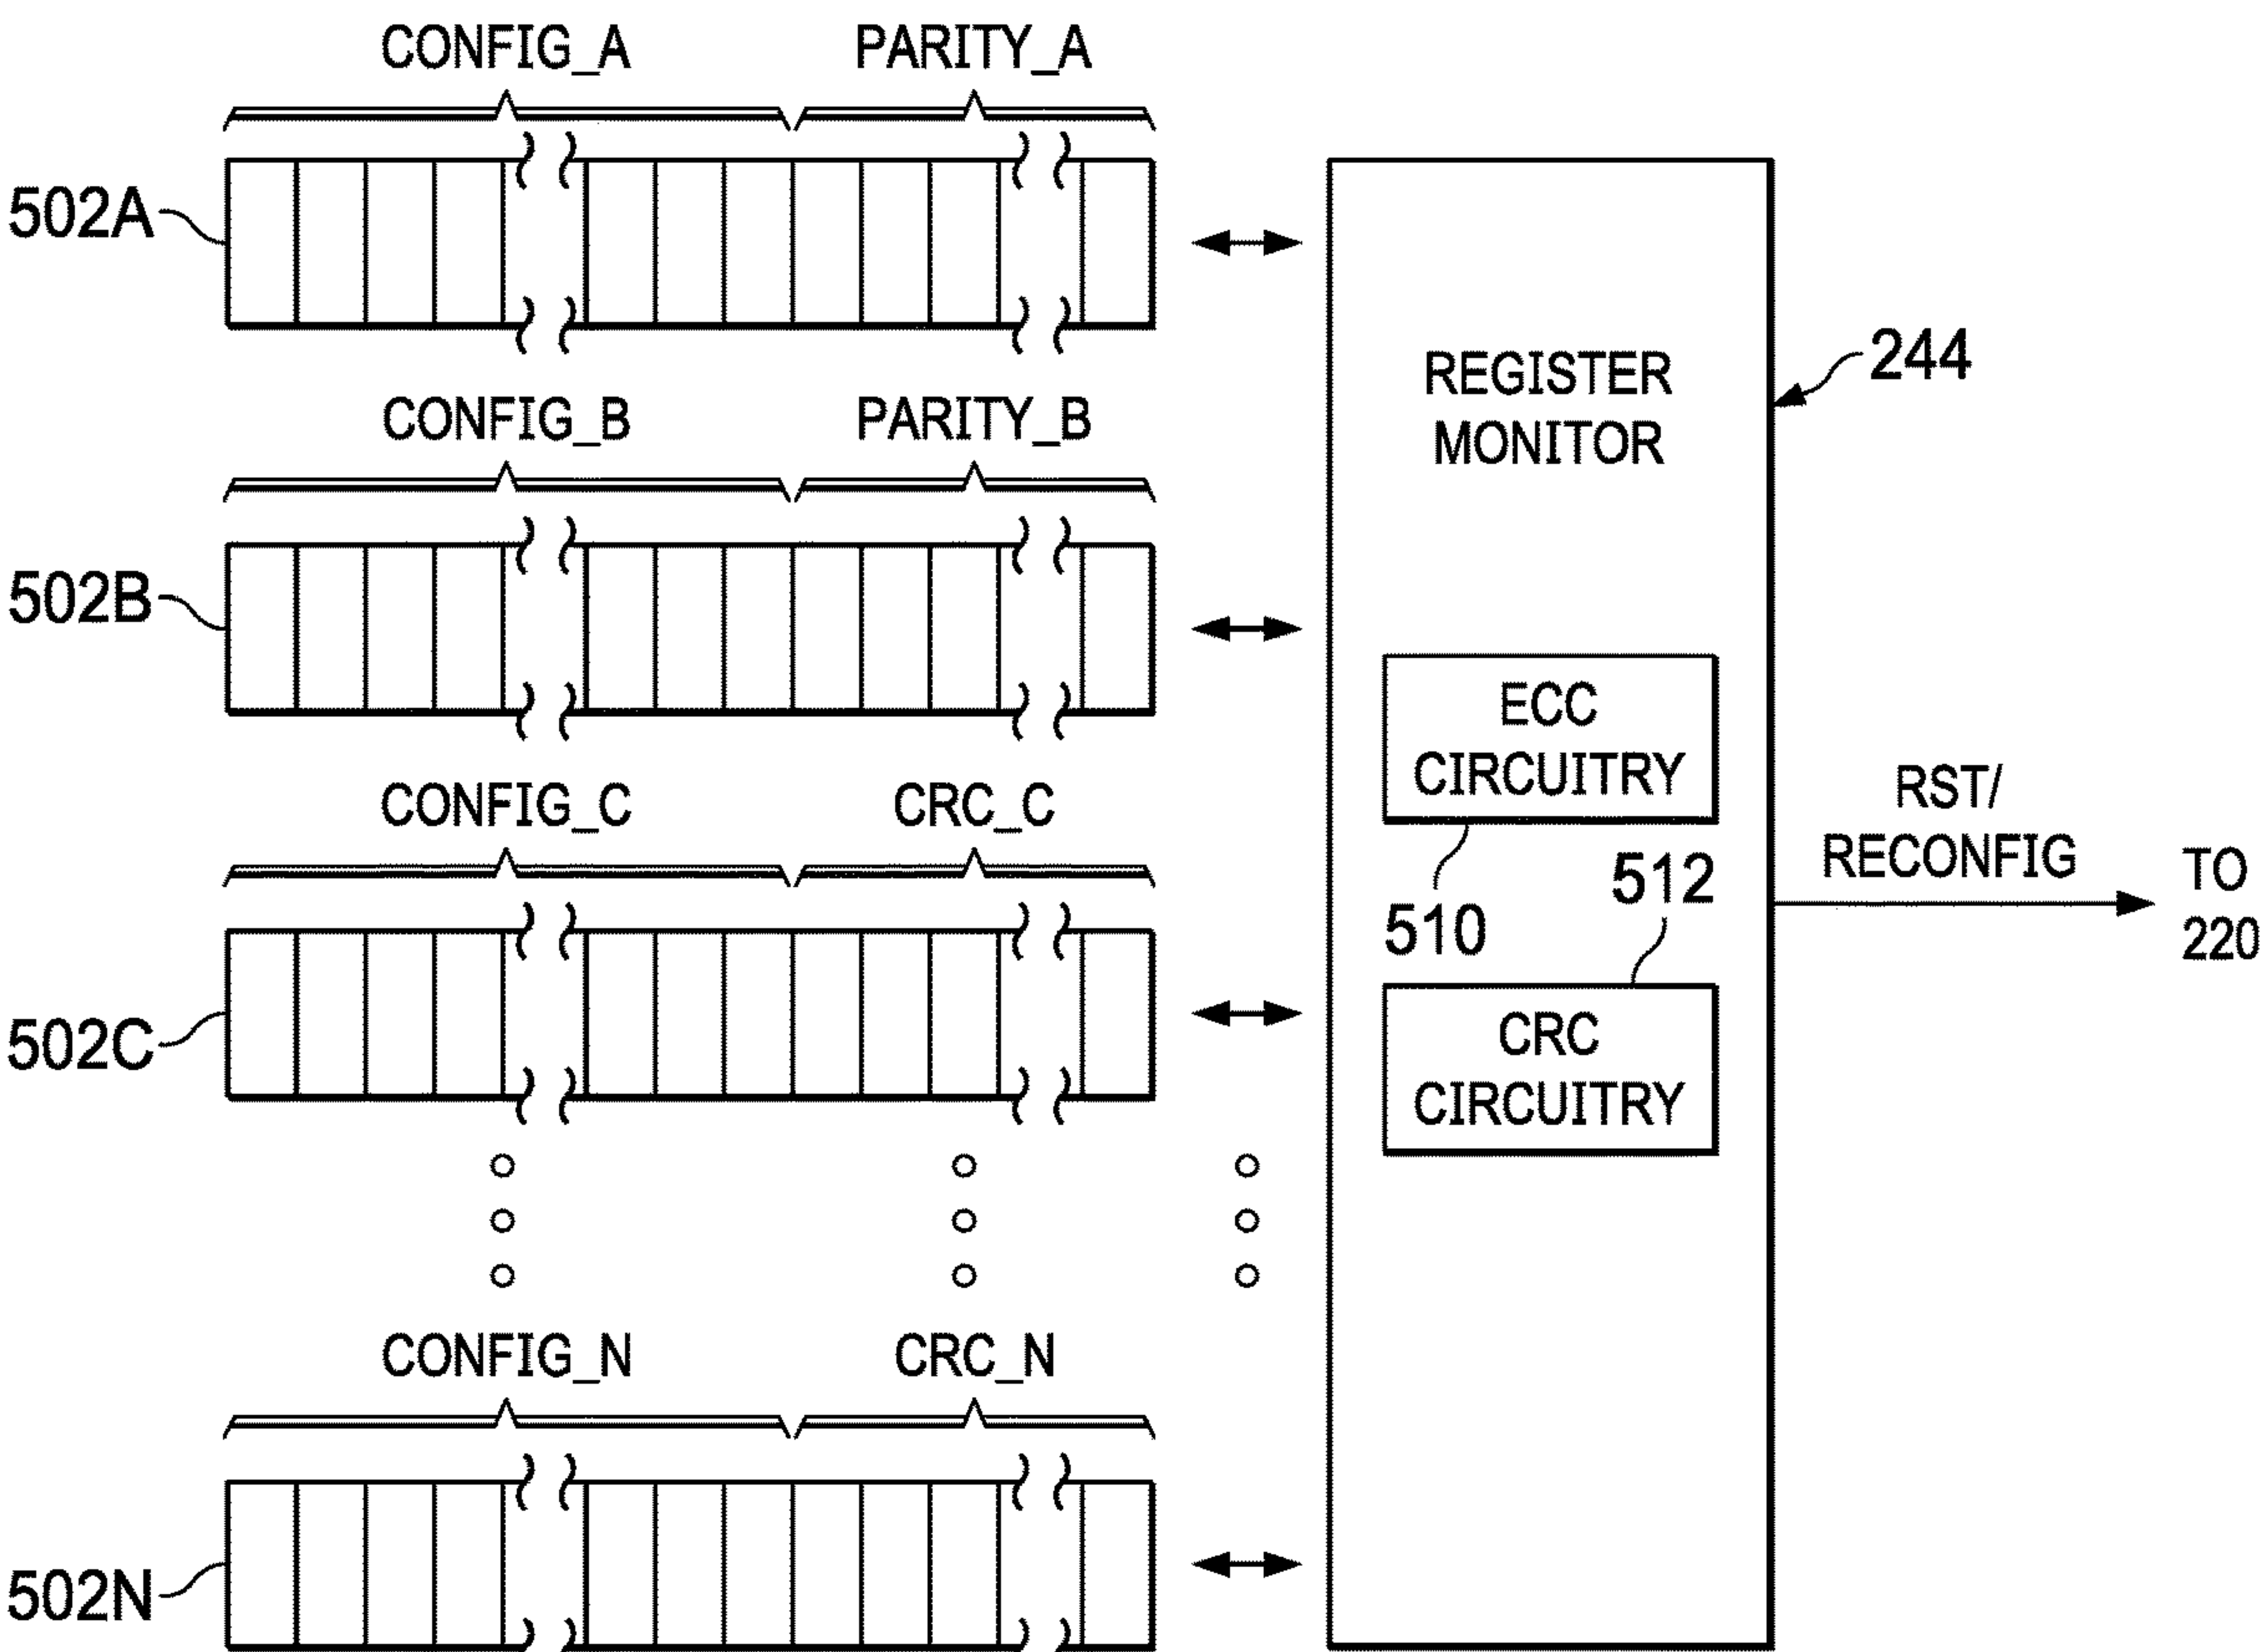 CONFIG_A PARITY_A
502A
CONFIG_B PARITY_B
502B
CONFIG_C CRC_C
502C
CONFIG_N CRC_N
502N
REGISTER
MONITOR
244
ECC
CIRCUITRY
510
512
CRC
CIRCUITRY
RST/
RECONFIG
TO
220